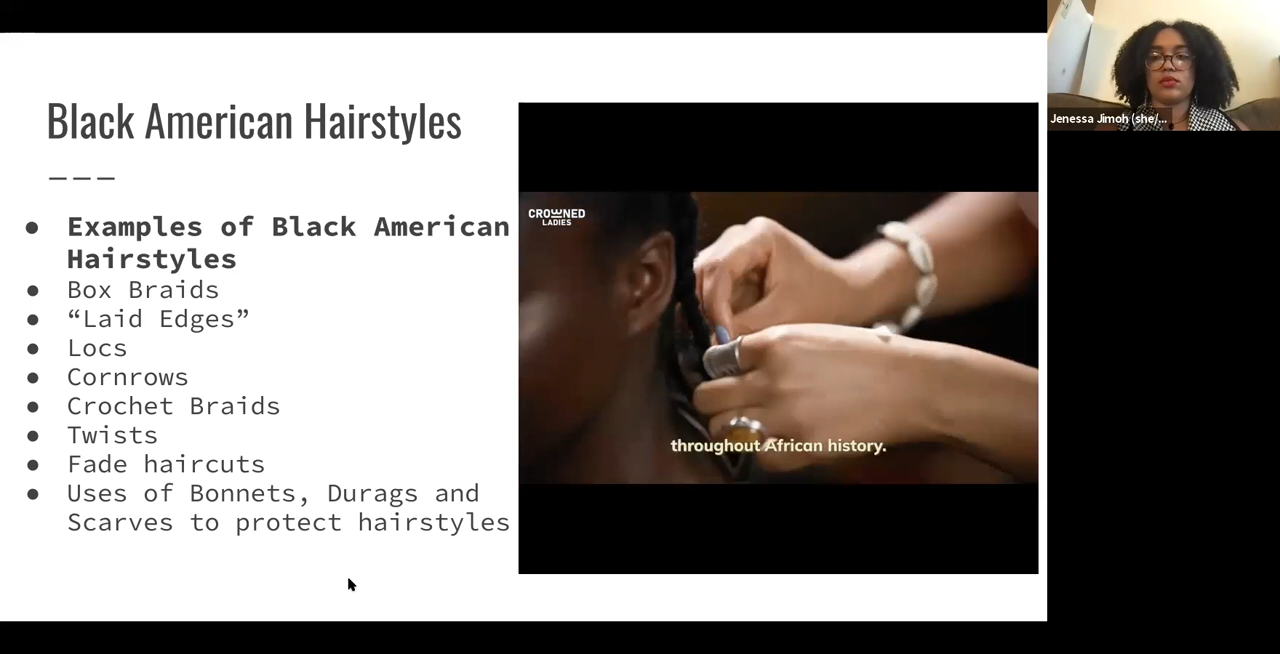 Black American Hairstyles
● Examples of Black American
Hairstyles
● Box Braids
● “Laid Edges”
● Locs
● Cornrows
● Crochet Braids
● Twists
● Fade haircuts
● Uses of Bonnets, Durags and
Scarves to protect hairstyles
CROWNED
LADIES
throughout African history.
Jenessa Jimoh (she/...